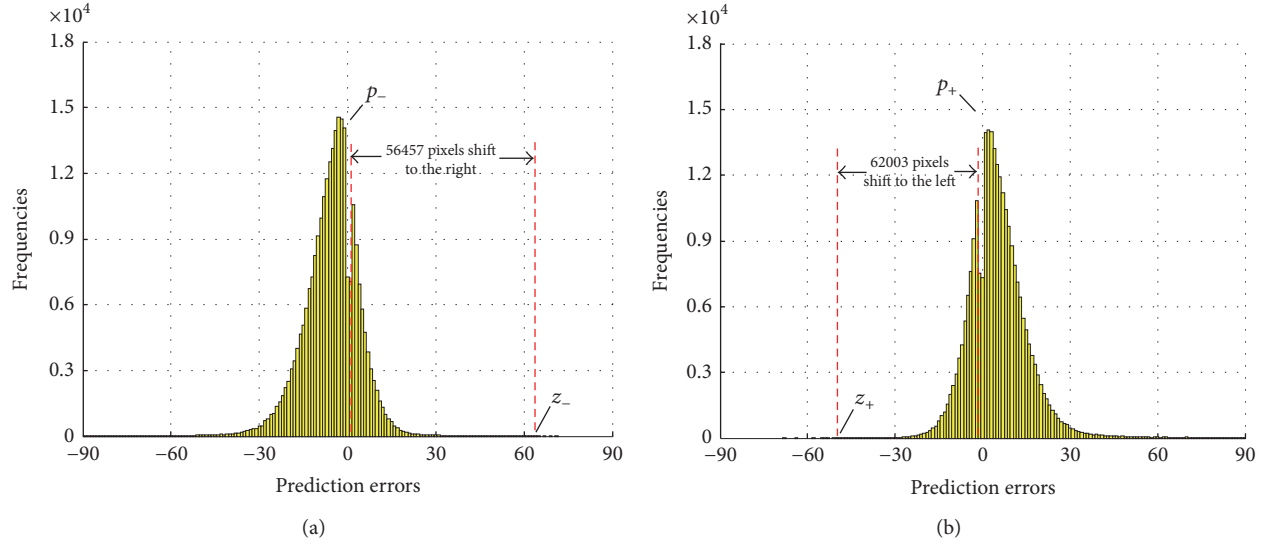 ×10⁴
1.8
1.5
1.2
0.9
0.6
0.3
0
Frequencies
p₋
56457 pixels shift
to the right
z₋
−90 −60 −30 0 30 60 90
Prediction errors
(a)
×10⁴
1.8
1.5
1.2
0.9
0.6
0.3
0
Frequencies
p₊
62003 pixels
shift to the left
z₊
−90 −60 −30 0 30 60 90
Prediction errors
(b)